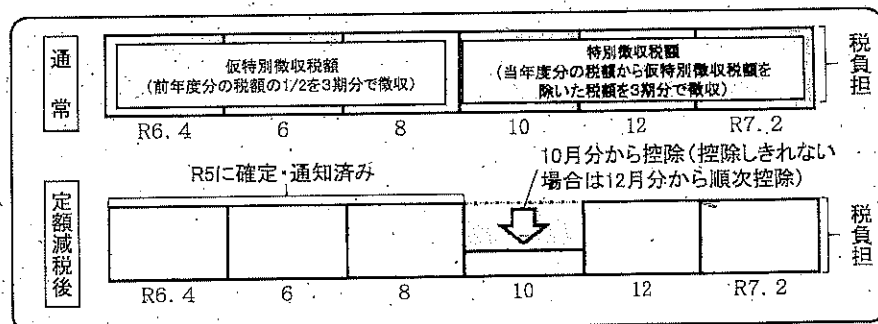 通常
仮特別徴収税額
(前年度分の税額の1/2を3期分で徴収)
特別徴収税額
(当年度分の税額から仮特別徴収税額を
除いた税額を3期分で徴収)
税負担
R6.4 6 8 10 12 R7.2
R5に確定・通知済み
10月分から控除(控除しきれない
場合は12月分から順次控除)
定額減税後
税負担
R6.4 6 8 10 12 R7.2